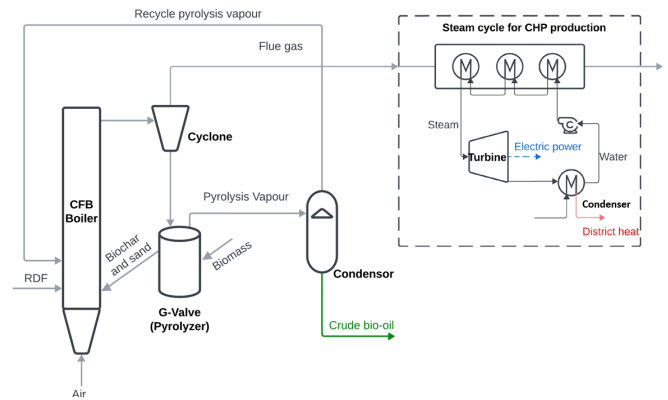 Recycle pyrolysis vapour
Steam cycle for CHP production
Flue gas
Cyclone
Steam
C
Turbine
Electric power
Water
CFB
Boiler
Pyrolysis Vapour
Condenser
District heat
Biochar
and sand
Biomass
RDF
Condensor
G-Valve
(Pyrolyzer)
Crude bio-oil
Air